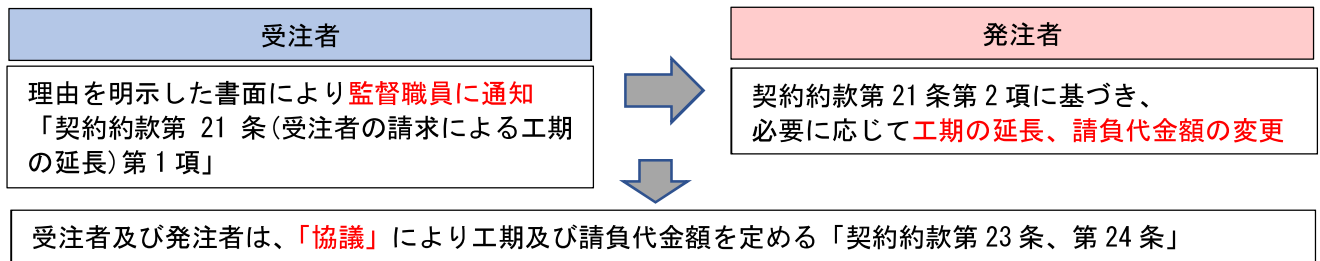 受注者
理由を明示した書面により監督職員に通知
「契約約款第 21 条(受注者の請求による工期
の延長)第1項」
発注者
契約約款第21条第2項に基づき、
必要に応じて工期の延長、請負代金額の変更
受注者及び発注者は、「協議」により工期及び請負代金額を定める「契約約款第23条、第24条」